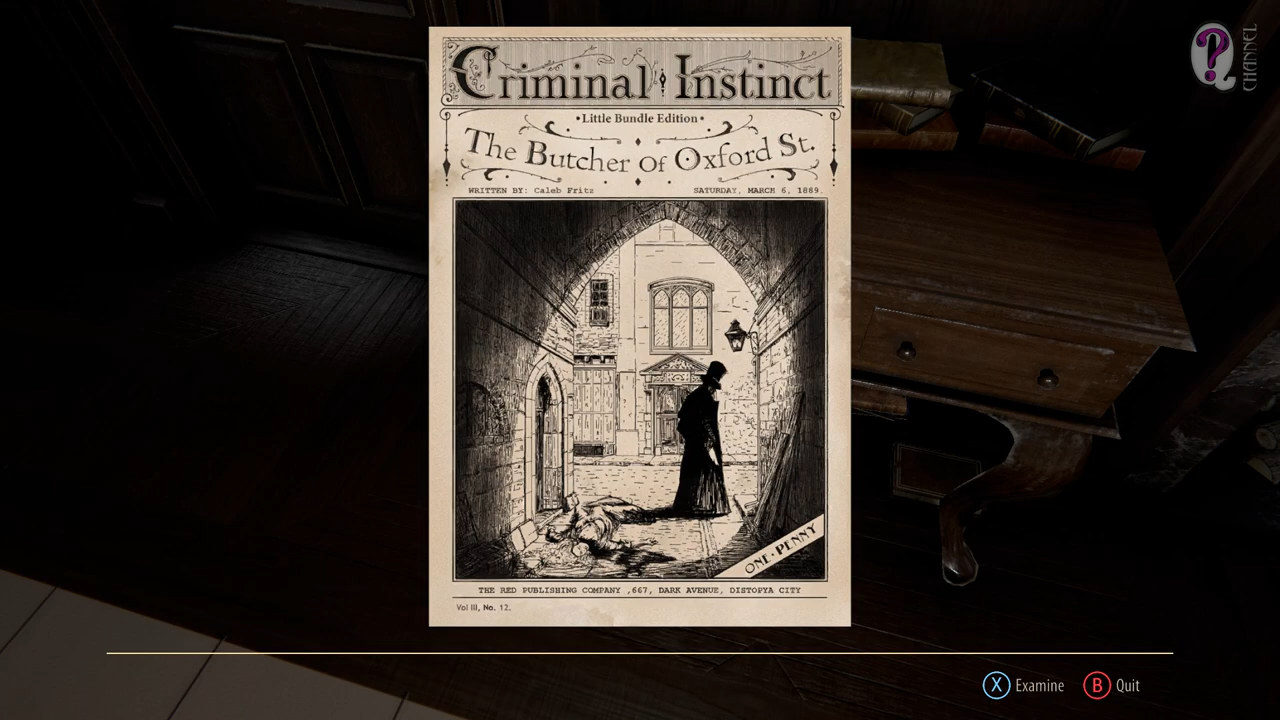 Criminal Instinct
•Little Bundle Edition•
The Butcher Of Oxford St.
WRITTEN BY: Caleb Fritz
SATURDAY, MARCH 6, 1889.
ONE·PENNY
THE RED PUBLISHING COMPANY ,667, DARK AVENUE, DISTOPYA CITY
Vol III, No. 12.
? CHANNEL
X Examine B Quit